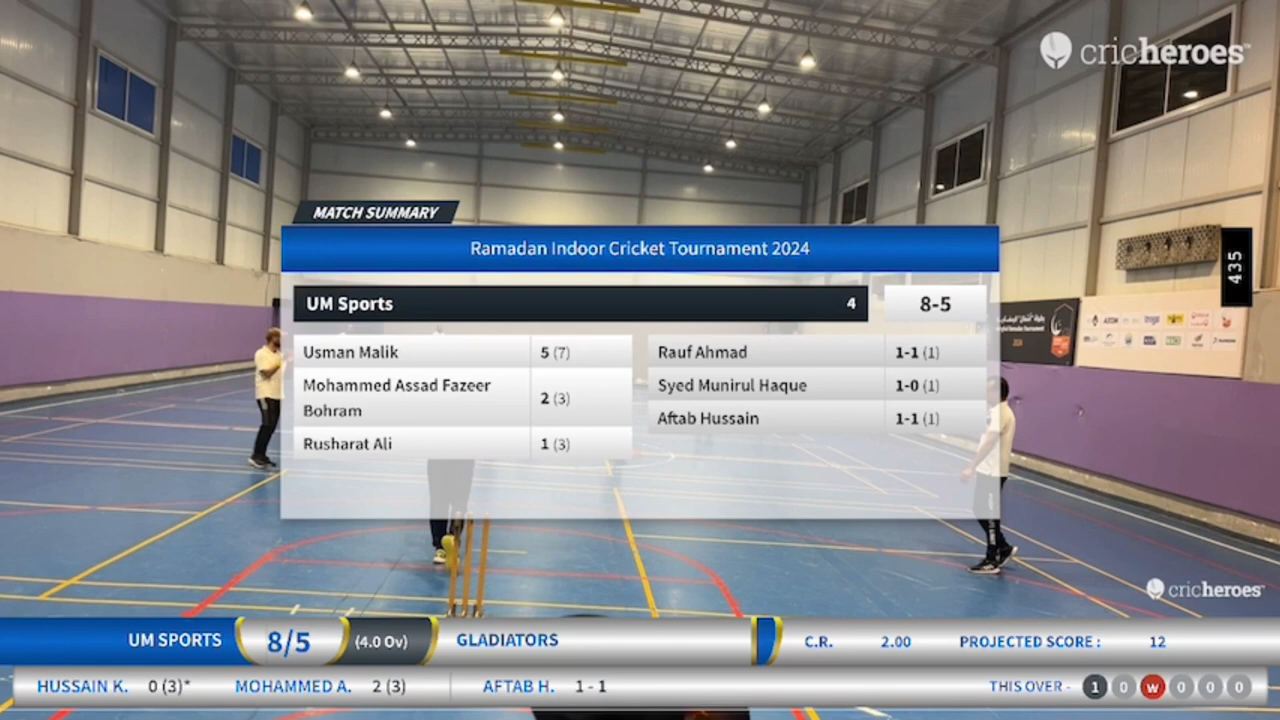 cricheroes
MATCH SUMMARY
Ramadan Indoor Cricket Tournament 2024
UM Sports 4 8-5
Usman Malik 5 (7)
Mohammed Assad Fazeer
Bohram 2 (3)
Rusharat Ali 1 (3)
Rauf Ahmad 1-1 (1)
Syed Munirul Haque 1-0 (1)
Aftab Hussain 1-1 (1)
435
2024
cricheroes
UM SPORTS 8/5 (4.0 Ov) GLADIATORS C.R. 2.00 PROJECTED SCORE : 12
HUSSAIN K. 0 (3)* MOHAMMED A. 2 (3) AFTAB H. 1 - 1 THIS OVER - 1 0 W 0 0 0